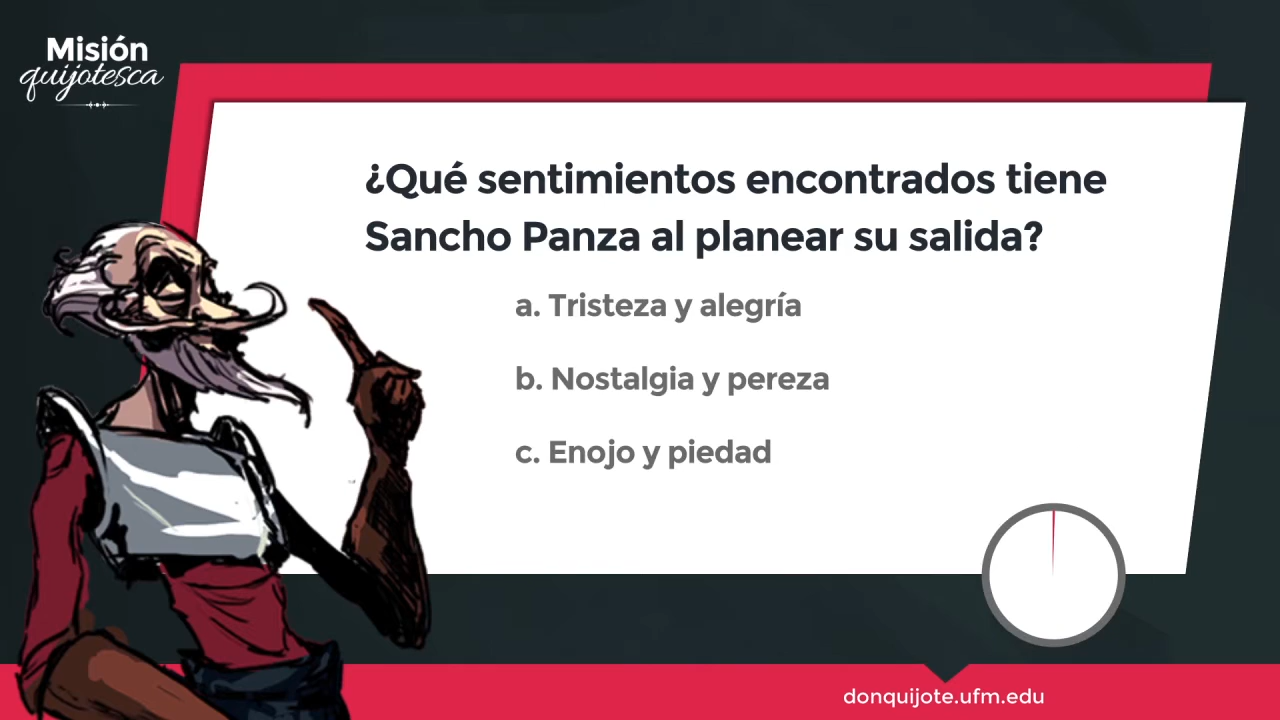 Misión
quijotesca
¿Qué sentimientos encontrados tiene
Sancho Panza al planear su salida?
a. Tristeza y alegría
b. Nostalgia y pereza
c. Enojo y piedad
donquijote.ufm.edu